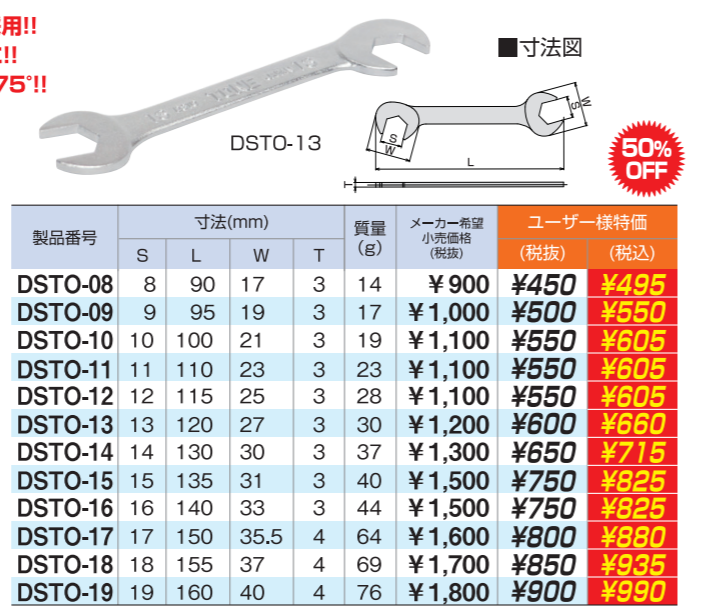 用!!
!!
75°!!
DSTO-13
■寸法図
S
W
S
W
L
T
50%
OFF
製品番号 寸法(mm) 質量(g) メーカー希望小売価格(税抜) ユーザー様特価
S L W T (税抜) (税込)
DSTO-08 8 90 17 3 14 ¥900 ¥450 ¥495
DSTO-09 9 95 19 3 17 ¥1,000 ¥500 ¥550
DSTO-10 10 100 21 3 19 ¥1,100 ¥550 ¥605
DSTO-11 11 110 23 3 23 ¥1,100 ¥550 ¥605
DSTO-12 12 115 25 3 28 ¥1,100 ¥550 ¥605
DSTO-13 13 120 27 3 30 ¥1,200 ¥600 ¥660
DSTO-14 14 130 30 3 37 ¥1,300 ¥650 ¥715
DSTO-15 15 135 31 3 40 ¥1,500 ¥750 ¥825
DSTO-16 16 140 33 3 44 ¥1,500 ¥750 ¥825
DSTO-17 17 150 35.5 4 64 ¥1,600 ¥800 ¥880
DSTO-18 18 155 37 4 69 ¥1,700 ¥850 ¥935
DSTO-19 19 160 40 4 76 ¥1,800 ¥900 ¥990